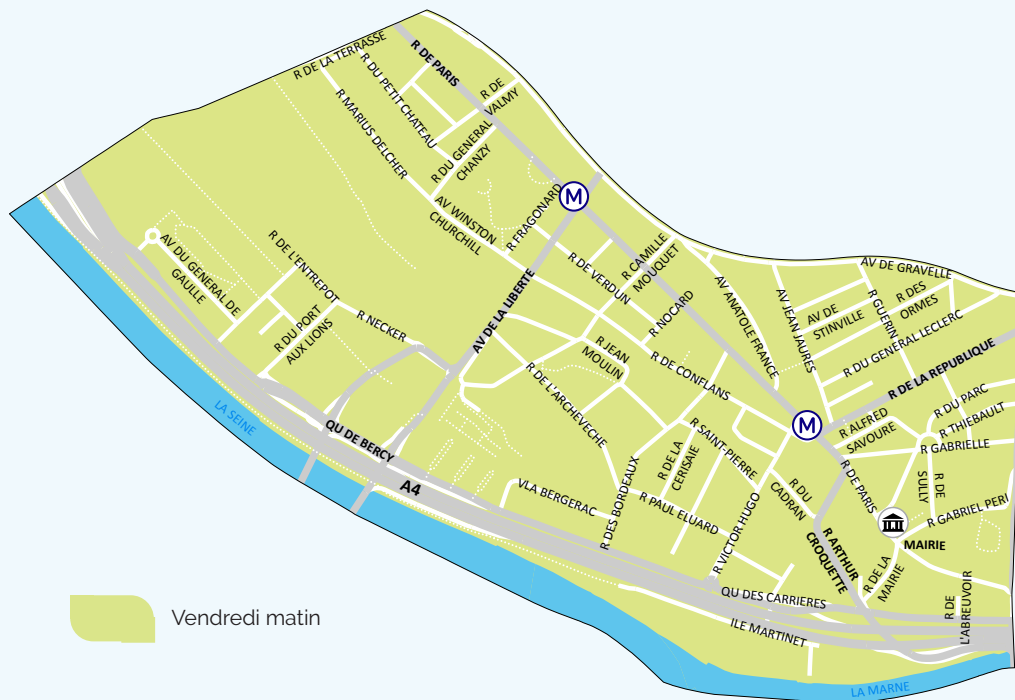 R DE LA TERRASSE
R DE PARIS
R DU PETIT CHATEAU
R DE
VALMY
R MARIUS DELCHER
R DU GENERAL
CHANZY
M
AV WINSTON
CHURCHILL
R FRAGONARD
R DE L'ENTREPOT
AV DU GENERAL DE
GAULLE
R DU PORT
AUX LIONS
R NECKER
AV DE LA LIBERTE
R DE VERDUN
R CAMILLE
MOUQUET
R NOCARD
AV ANATOLE FRANCE
AV JEAN JAURES
AV DE GRAVELLE
R GUERIN
R DES
ORMES
AV DE
STINVILLE
R DU GENERAL LECLERC
R DE LA REPUBLIQUE
R JEAN
MOULIN
R DE CONFLANS
R DE L'ARCHEVECHE
LA SEINE
QU DE BERCY
A4
M
R ALFRED
SAVOURE
R DU PARC
R THIEBAULT
R GABRIELLE
R SAINT-PIERRE
R DE LA
CERISAIE
R DES BORDEAUX
VLA BERGERAC
R PAUL ELUARD
R VICTOR HUGO
R DU
CADRAN
R DE PARIS
R DE
SULLY
R GABRIEL PERI
MAIRIE
R ARTHUR
CROQUETTE
R DE LA
MAIRIE
QU DES CARRIERES
ILE MARTINET
R DE
L'ABREUVOIR
LA MARNE
Vendredi matin